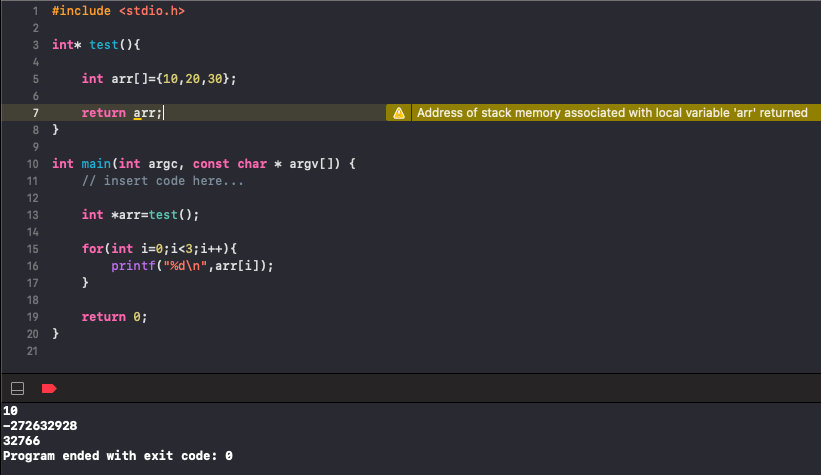 1 #include <stdio.h>
2
3 int* test(){
4
5 int arr[]={10,20,30};
6
7 return arr; Address of stack memory associated with local variable 'arr' returned
8 }
9
10 int main(int argc, const char * argv[]) {
11 // insert code here...
12
13 int *arr=test();
14
15 for(int i=0;i<3;i++){
16 printf("%d\n",arr[i]);
17 }
18
19 return 0;
20 }
21
10
-272632928
32766
Program ended with exit code: 0